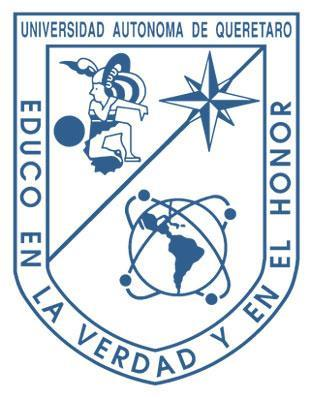 UNIVERSIDAD AUTONOMA DE QUERETARO
EDUCO EN LA VERDAD Y EN EL HONOR